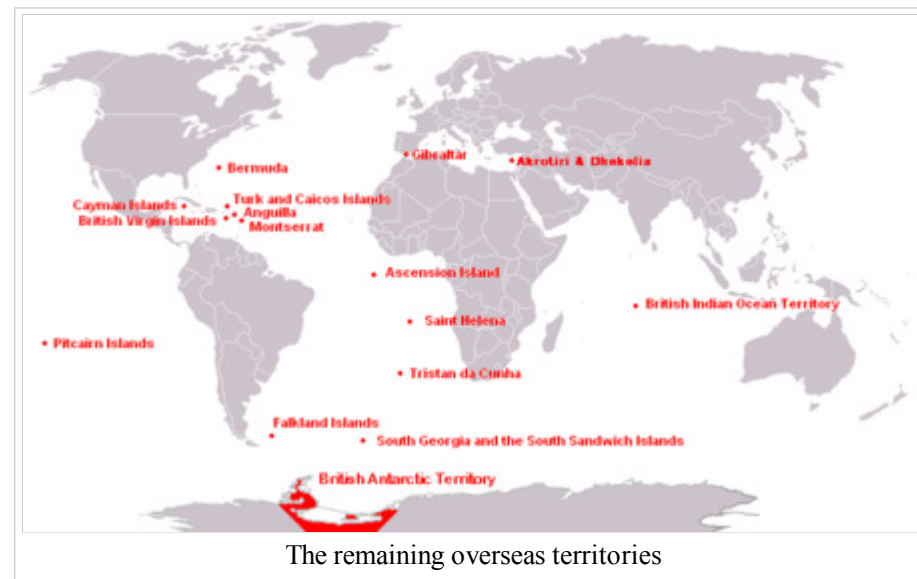 Gibraltar
Akrotiri & Dhekelia
Bermuda
Turk and Caicos Islands
Cayman Islands
Anguilla
British Virgin Islands
Montserrat
Ascension Island
British Indian Ocean Territory
Saint Helena
Pitcairn Islands
Tristan da Cunha
Falkland Islands
South Georgia and the South Sandwich Islands
British Antarctic Territory
The remaining overseas territories